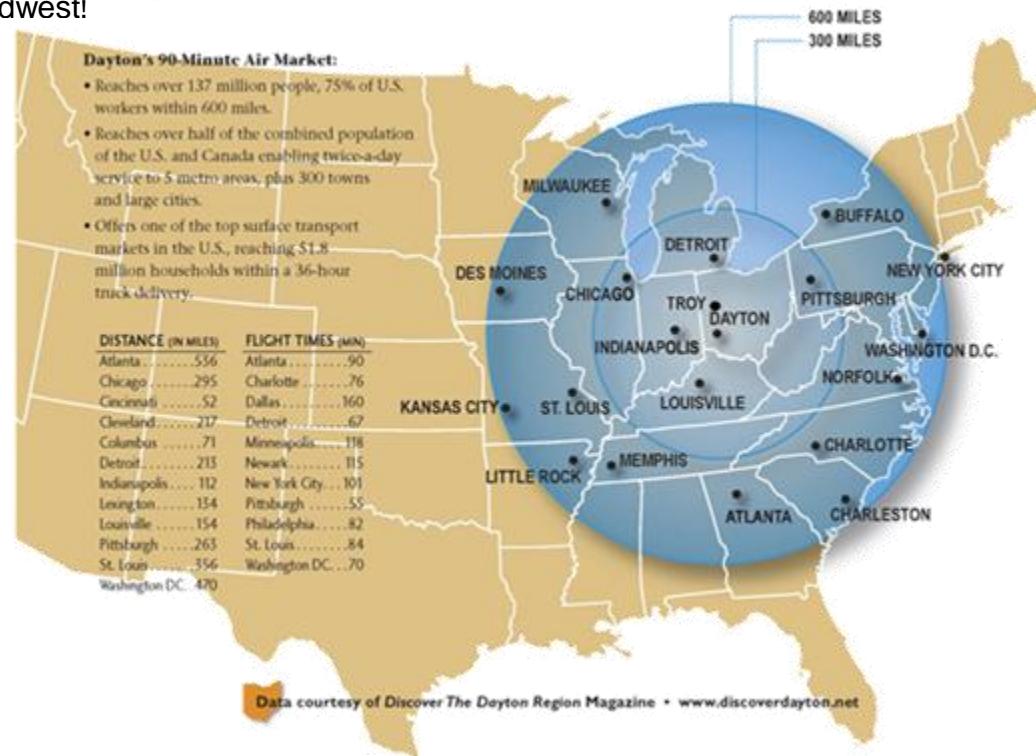 dwest!
600 MILES
300 MILES
Dayton's 90-Minute Air Market:
• Reaches over 137 million people, 75% of U.S.
workers within 600 miles.
• Reaches over half of the combined population
of the U.S. and Canada enabling twice-a-day
service to 5 metro areas, plus 300 towns
and large cities.
• Offers one of the top surface transport
markets in the U.S., reaching 51.8
million households within a 36-hour
truck delivery.
DISTANCE (IN MILES)
Atlanta.........536
Chicago........295
Cincinnati......52
Cleveland......217
Columbus......71
Detroit.........213
Indianapolis....112
Lexington......134
Louisville......154
Pittsburgh.....263
St. Louis.......356
Washington DC. 470
FLIGHT TIMES (MIN)
Atlanta.........90
Charlotte.......76
Dallas.........160
Detroit.........67
Minneapolis....118
Newark........115
New York City...101
Pittsburgh......55
Philadelphia.....82
St. Louis........84
Washington DC...70
MILWAUKEE
BUFFALO
DETROIT
NEW YORK CITY
DES MOINES
CHICAGO
PITTSBURGH
TROY
DAYTON
INDIANAPOLIS
WASHINGTON D.C.
NORFOLK
KANSAS CITY
ST. LOUIS
LOUISVILLE
CHARLOTTE
MEMPHIS
LITTLE ROCK
ATLANTA
CHARLESTON
Data courtesy of Discover The Dayton Region Magazine • www.discoverdayton.net